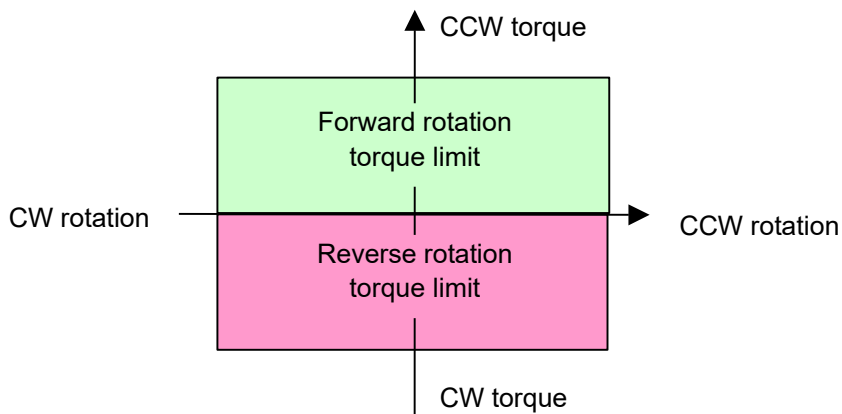 CCW torque
Forward rotation
torque limit
CW rotation
CCW rotation
Reverse rotation
torque limit
CW torque